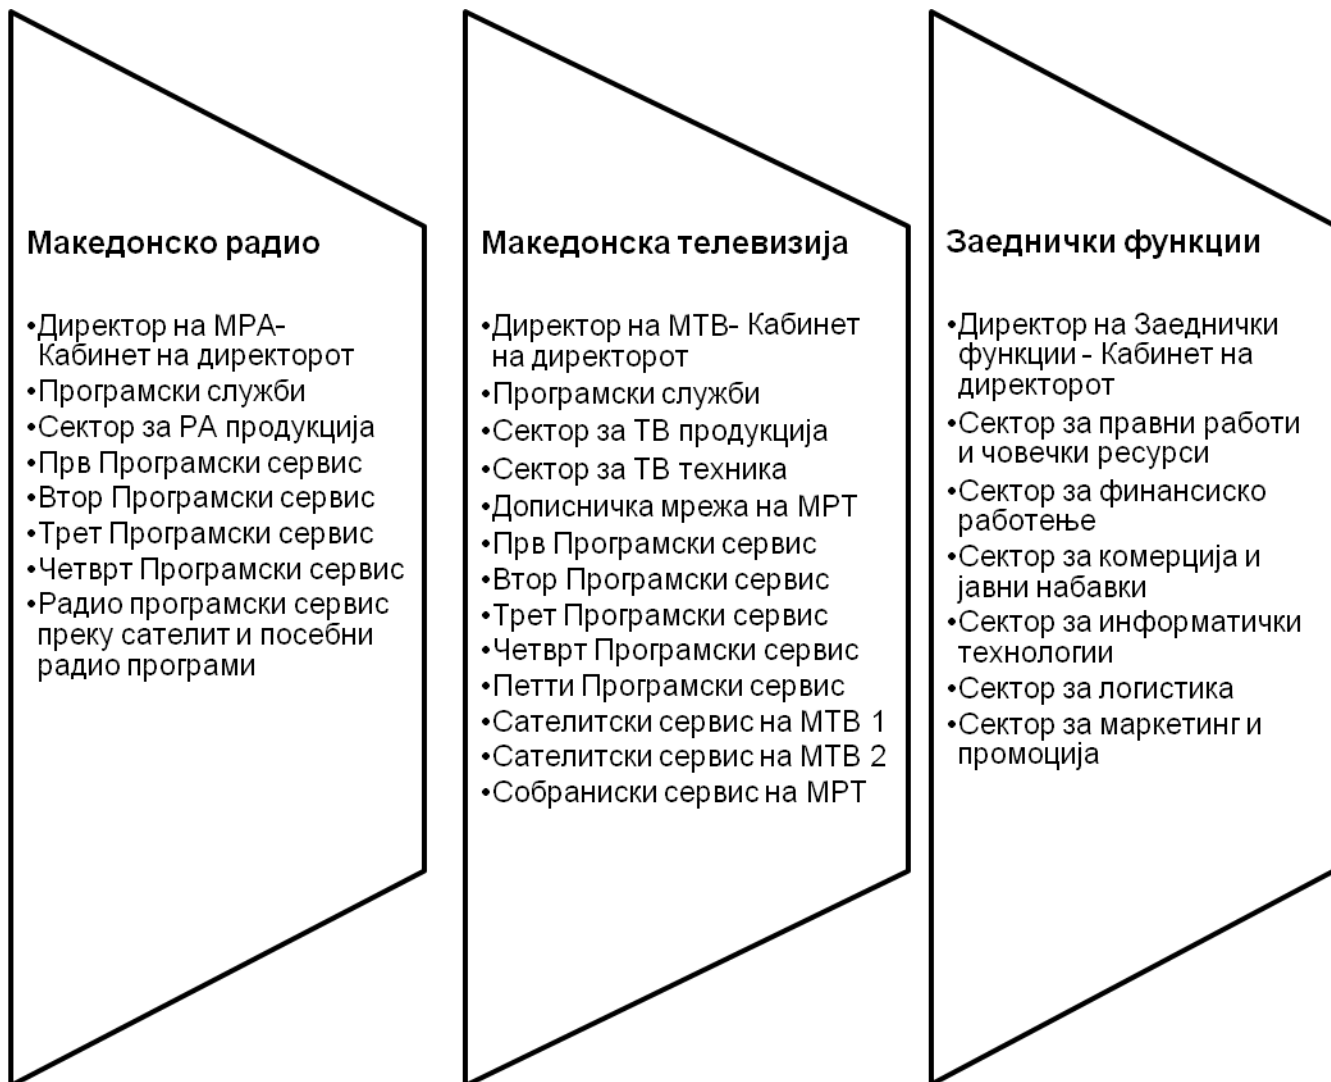 Македонско радио
•Директор на МРА-
Кабинет на директорот
•Програмски служби
•Сектор за РА продукција
•Прв Програмски сервис
•Втор Програмски сервис
•Трет Програмски сервис
•Четврт Програмски сервис
•Радио програмски сервис
преку сателит и посебни
радио програми
Македонска телевизија
•Директор на МТВ- Кабинет
на директорот
•Програмски служби
•Сектор за ТВ продукција
•Сектор за ТВ техника
•Дописничка мрежа на МРТ
•Прв Програмски сервис
•Втор Програмски сервис
•Трет Програмски сервис
•Четврт Програмски сервис
•Петти Програмски сервис
•Сателитски сервис на МТВ 1
•Сателитски сервис на МТВ 2
•Собраниски сервис на МРТ
Заеднички функции
•Директор на Заеднички
функции - Кабинет на
директорот
•Сектор за правни работи
и човечки ресурси
•Сектор за финансиско
работење
•Сектор за комерција и
јавни набавки
•Сектор за информатички
технологии
•Сектор за логистика
•Сектор за маркетинг и
промоција